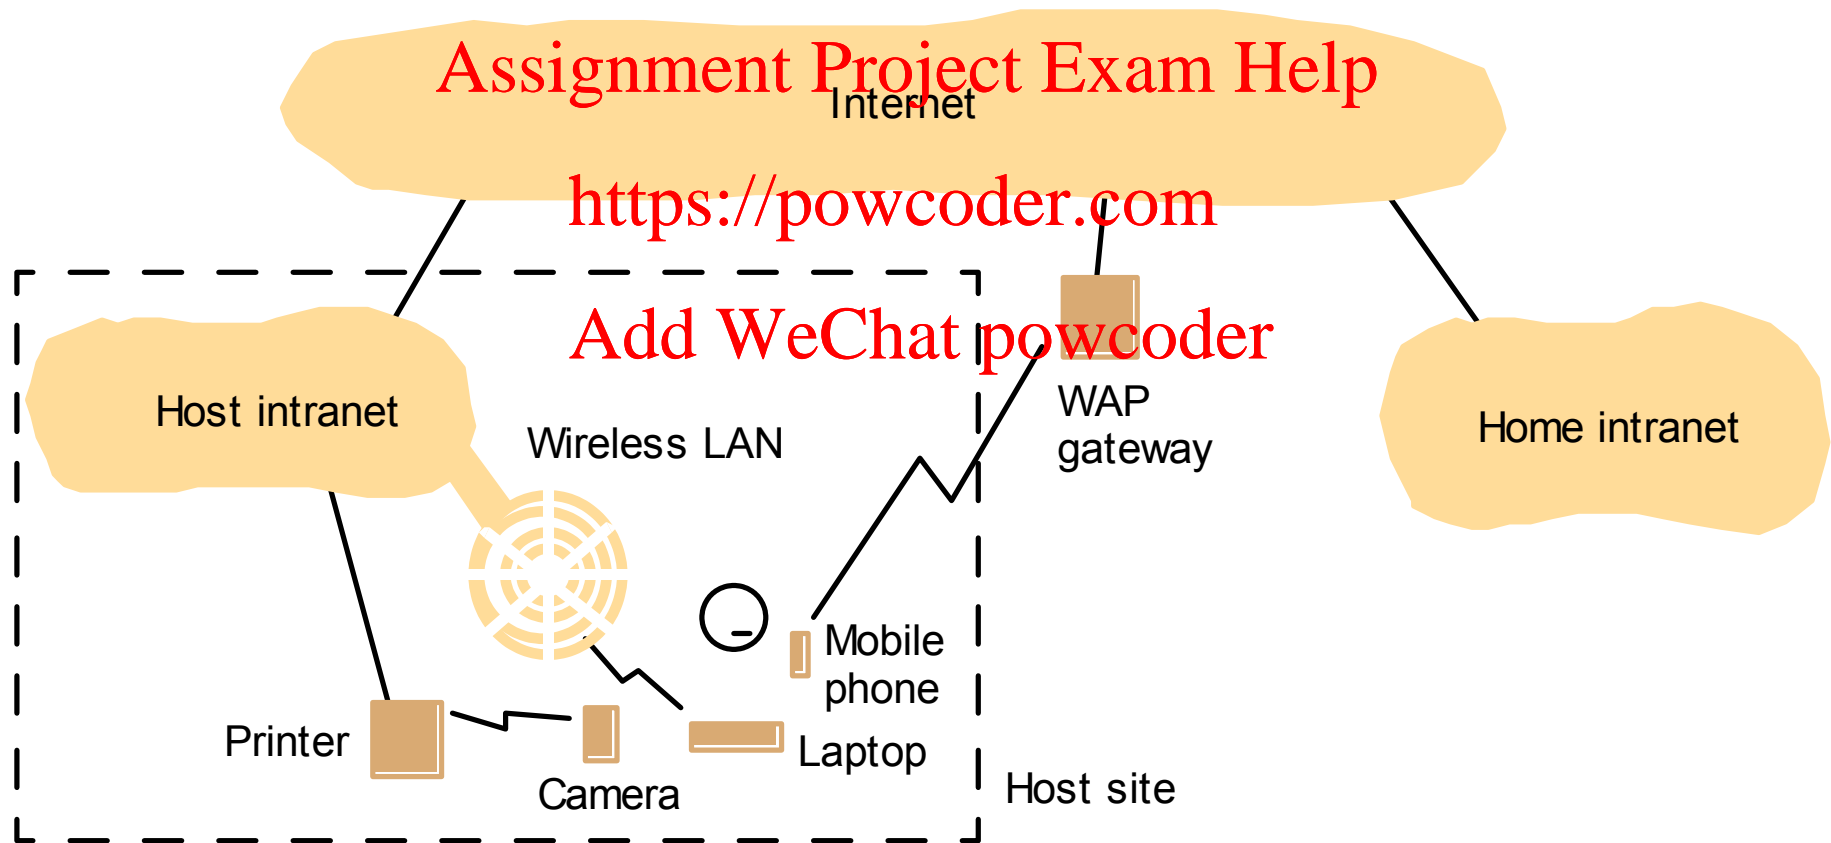 Assignment Project Exam Help
Internet
https://powcoder.com
Add WeChat powcoder
Host intranet
Wireless LAN
WAP
gateway
Home intranet
Mobile
phone
Printer
Laptop
Camera
Host site